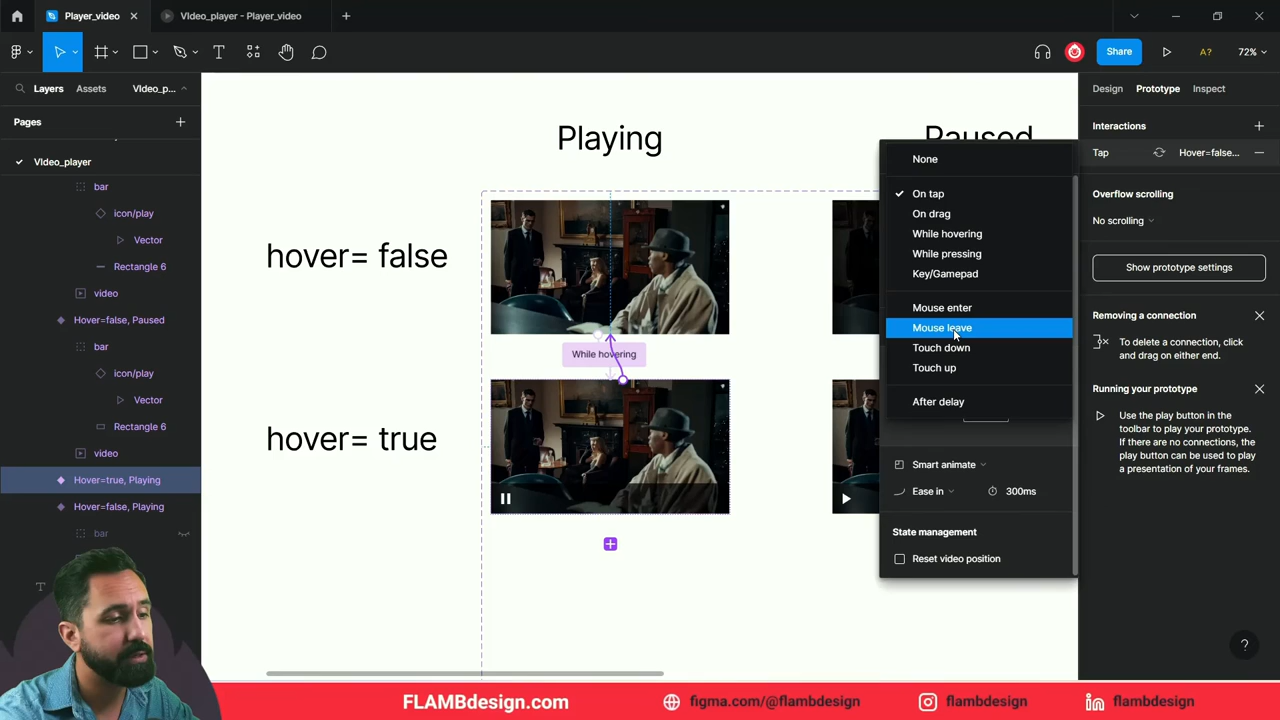 Player_video
VIdeo_player - Player_video
Share
A?
72%
Layers
Assets
VIdeo_p...
Design
Prototype
Inspect
Pages
VIdeo_player
bar
icon/play
Vector
Rectangle 6
video
Hover=false, Paused
bar
icon/play
Vector
Rectangle 6
video
Hover=true, Playing
Hover=false, Playing
bar
Playing
Paused
hover= false
While hovering
hover= true
None
On tap
On drag
While hovering
While pressing
Key/Gamepad
Mouse enter
Mouse leave
Touch down
Touch up
After delay
Smart animate
Ease in
300ms
State management
Reset video position
Interactions
Tap
Hover=false...
Overflow scrolling
No scrolling
Show prototype settings
Removing a connection
To delete a connection, click
and drag on either end.
Running your prototype
Use the play button in the
toolbar to play your prototype.
If there are no connections, the
play button can be used to play
a presentation of your frames.
?
FLAMBdesign.com
figma.com/@flambdesign
flambdesign
flambdesign